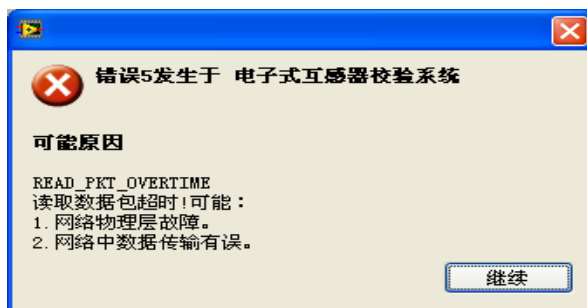 错误5发生于 电子式互感器校验系统
可能原因
READ_PKT_OVERTIME
读取数据包超时!可能：
1.网络物理层故障。
2.网络中数据传输有误。
继续